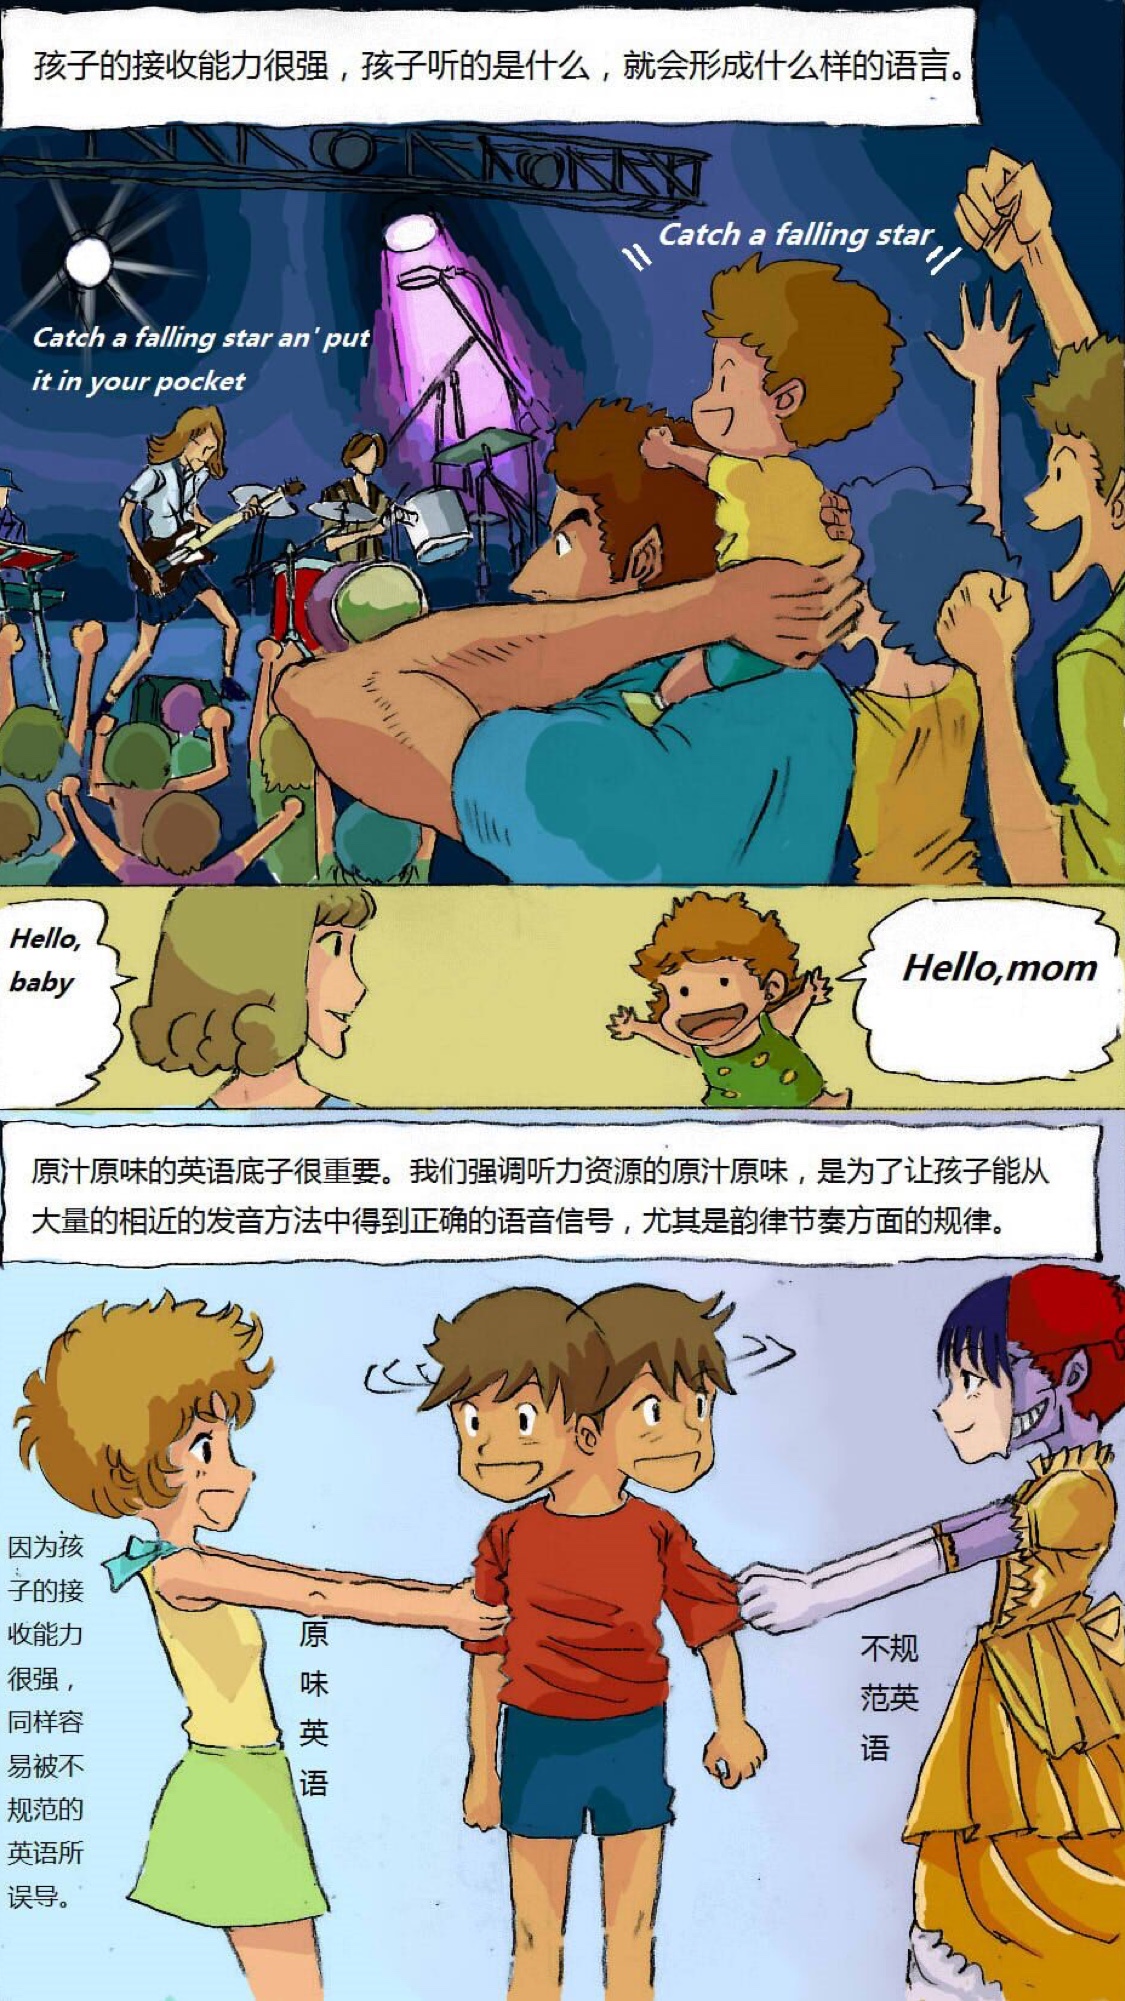 孩子的接收能力很强，孩子听的是什么，就会形成什么样的语言。
Catch a falling star
Catch a falling star an' put
it in your pocket
Hello,
baby
Hello,mom
原汁原味的英语底子很重要。我们强调听力资源的原汁原味，是为了让孩子能从
大量的相近的发音方法中得到正确的语音信号，尤其是韵律节奏方面的规律。
因为孩
子的接
收能力
很强，
同样容
易被不
规范的
英语所
误导。
原
味
英
语
不规
范英
语